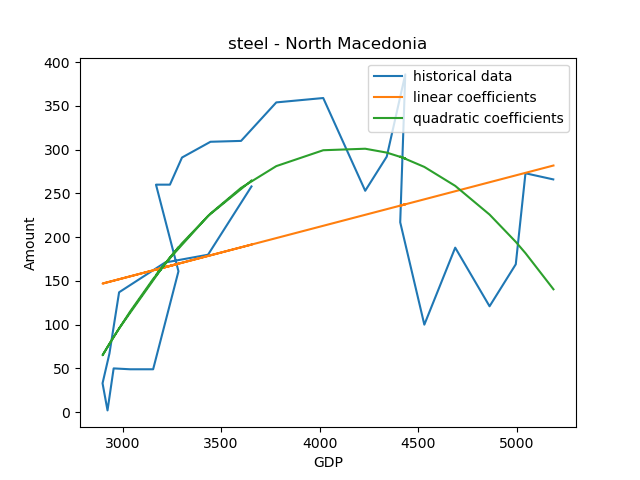 steel - North Macedonia
historical data
linear coefficients
quadratic coefficients
400
350
300
250
200
150
100
50
0
Amount
3000 3500 4000 4500 5000
GDP